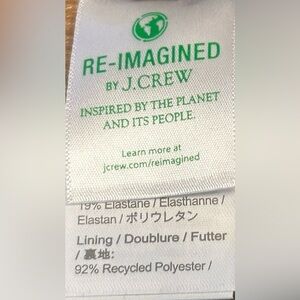 RE-IMAGINED
BY J.CREW
INSPIRED BY THE PLANET
AND ITS PEOPLE.
Learn more at
jcrew.com/reimagined
19% Elastane / Elasthanne /
Elastan / ポリウレタン
Lining / Doublure / Futter
/ 裏地:
92% Recycled Polyester /